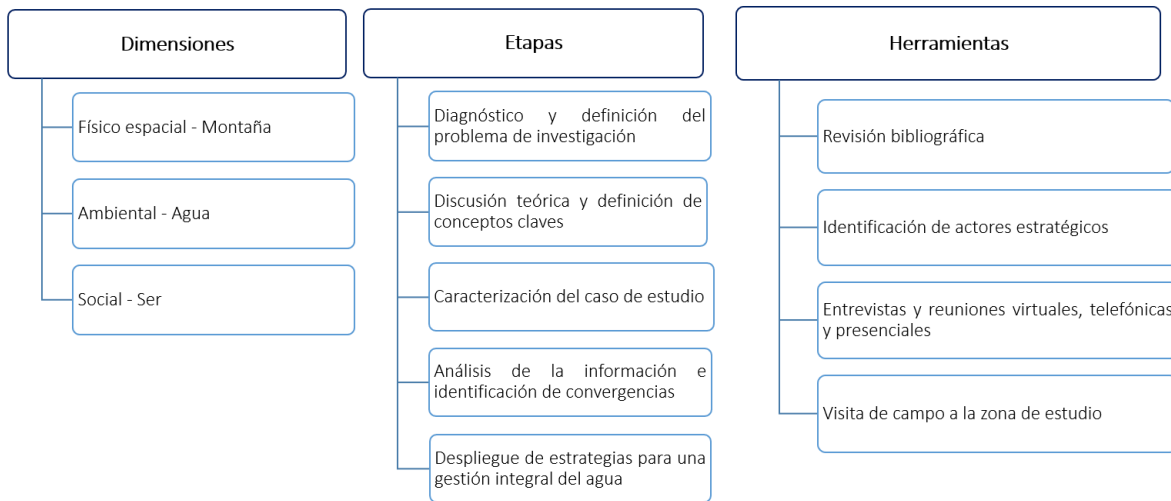 Dimensiones
Físico espacial - Montaña
Ambiental - Agua
Social - Ser
Etapas
Diagnóstico y definición del
problema de investigación
Discusión teórica y definición de
conceptos claves
Caracterización del caso de estudio
Análisis de la información e
identificación de convergencias
Despliegue de estrategias para una
gestión integral del agua
Herramientas
Revisión bibliográfica
Identificación de actores estratégicos
Entrevistas y reuniones virtuales, telefónicas
y presenciales
Visita de campo a la zona de estudio